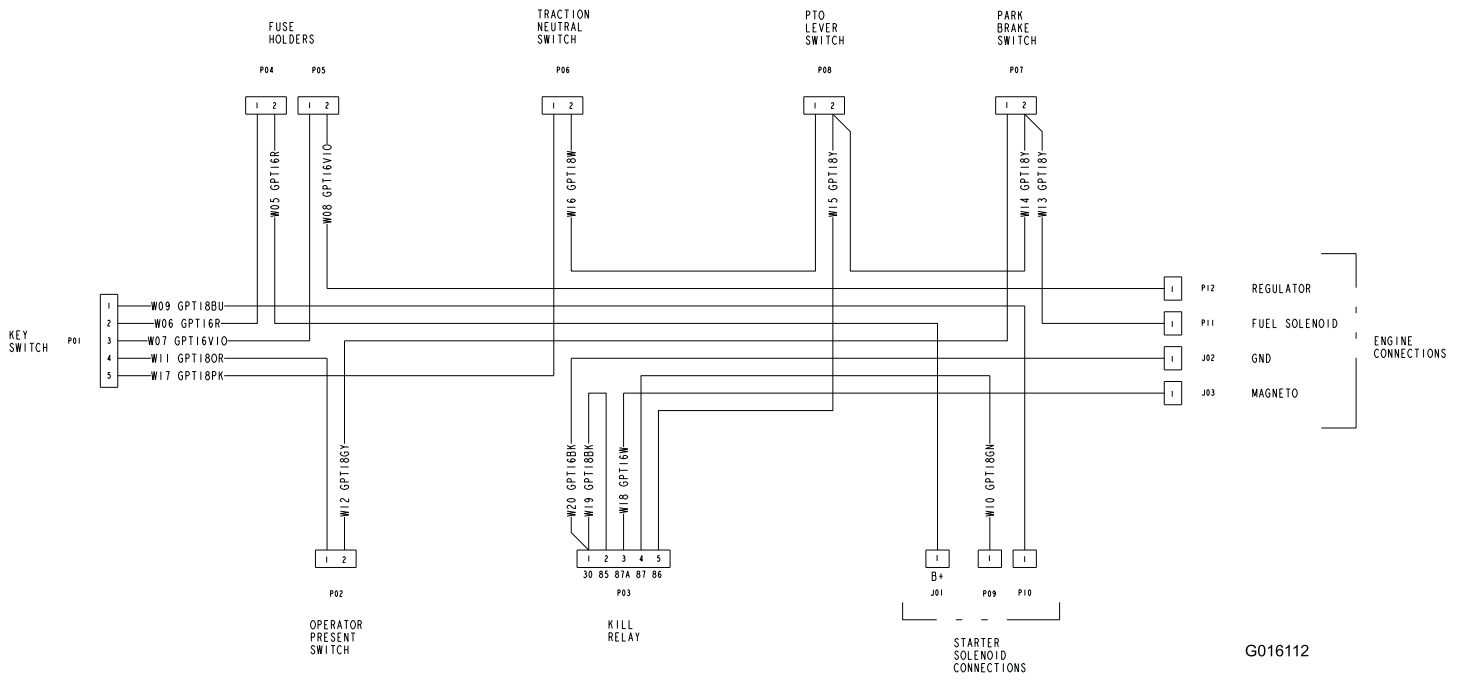 FUSE
HOLDERS
TRACTION
NEUTRAL
SWITCH
PTO
LEVER
SWITCH
PARK
BRAKE
SWITCH
P04
P05
P06
P08
P07
1 2
1 2
1 2
1 2
1 2
W05 GPT16R
W08 GPT16VIO
W16 GPT18W
W15 GPT18Y
W14 GPT18Y
W13 GPT18Y
KEY
SWITCH
P01
1
2
3
4
5
W09 GPT18BU
W06 GPT16R
W07 GPT16VIO
W11 GPT18OR
W17 GPT18PK
1 P12 REGULATOR
1 P11 FUEL SOLENOID
1 J02 GND
1 J03 MAGNETO
ENGINE
CONNECTIONS
W12 GPT18GY
W20 GPT16BK
W19 GPT18BK
W18 GPT16W
W10 GPT18GN
1 2
P02
OPERATOR
PRESENT
SWITCH
1 2 3 4 5
30 85 87A 87 86
P03
KILL
RELAY
1
B+
J01
1
P09
1
P10
STARTER
SOLENOID
CONNECTIONS
G016112